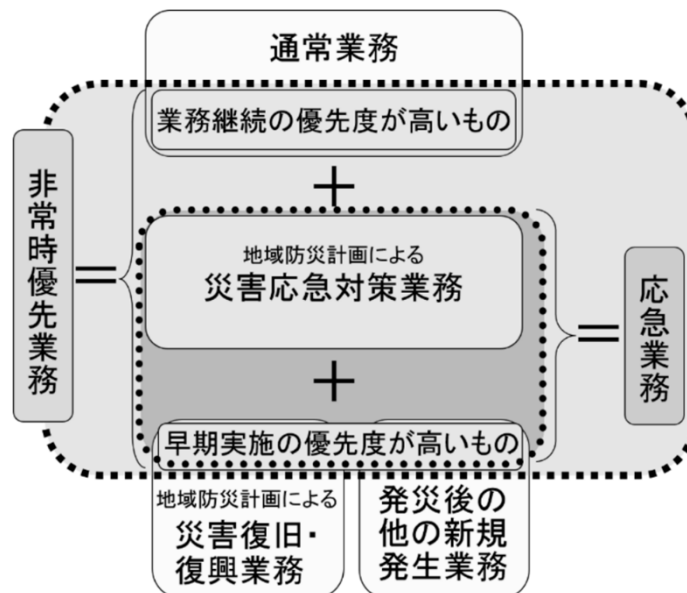 通常業務
業務継続の優先度が高いもの
+
非常時優先業務
=
地域防災計画による
災害応急対策業務
=
応急業務
+
早期実施の優先度が高いもの
地域防災計画による
災害復旧・
復興業務
発災後の
他の新規
発生業務